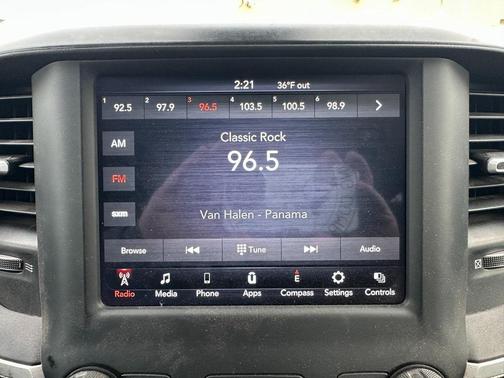 2:21 36°F out
1 92.5 2 97.9 3 96.5 4 103.5 5 100.5 6 98.9
AM
Classic Rock
96.5
FM
sxm
Van Halen - Panama
Browse Tune Audio
Radio Media Phone Apps E Compass Settings Controls